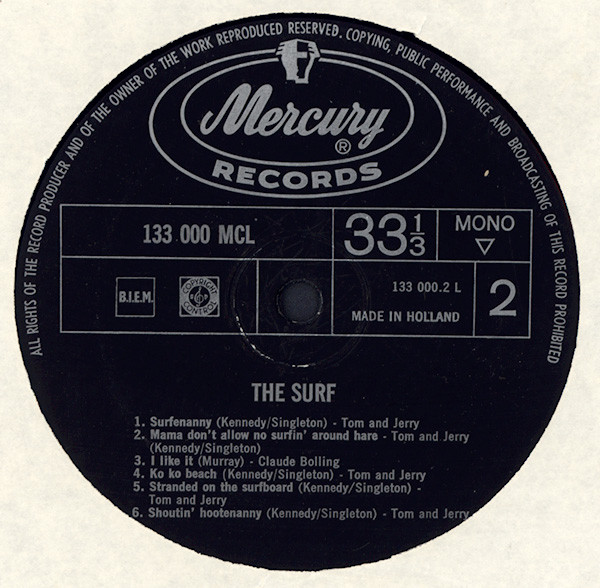 ALL RIGHTS OF THE RECORD PRODUCER AND OF THE OWNER OF THE WORK REPRODUCED RESERVED. COPYING, PUBLIC PERFORMANCE AND BROADCASTING OF THIS RECORD PROHIBITED
Mercury ®
RECORDS
133 000 MCL
33 1/3
MONO
▽
B.I.E.M.
COPYRIGHT CONTROL
133 000.2 L
MADE IN HOLLAND
2
THE SURF
1. Surfenanny (Kennedy/Singleton) - Tom and Jerry
2. Mama don't allow no surfin' around hare - Tom and Jerry
(Kennedy/Singleton)
3. I like it (Murray) - Claude Bolling
4. Ko ko beach (Kennedy/Singleton) - Tom and Jerry
5. Stranded on the surfboard (Kennedy/Singleton) -
Tom and Jerry
6. Shoutin' hootenanny (Kennedy/Singleton) - Tom and Jerry